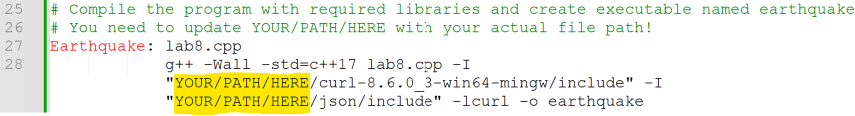 25 # Compile the program with required libraries and create executable named earthquake
26 # You need to update YOUR/PATH/HERE with your actual file path!
27 Earthquake: lab8.cpp
28 g++ -Wall -std=c++17 lab8.cpp -I
"YOUR/PATH/HERE/curl-8.6.0_3-win64-mingw/include" -I
"YOUR/PATH/HERE/json/include" -lcurl -o earthquake